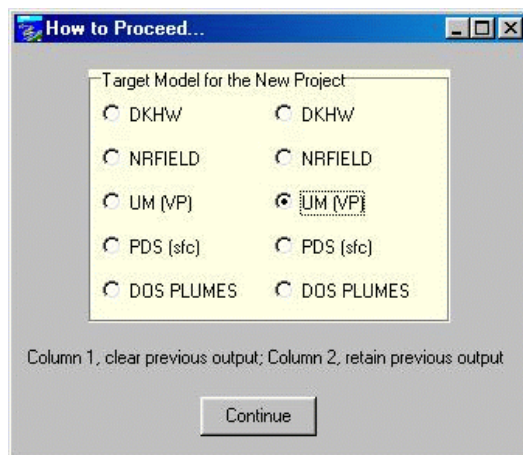 How to Proceed...
Target Model for the New Project
DKHW DKHW
NRFIELD NRFIELD
UM (VP) UM (VP)
PDS (sfc) PDS (sfc)
DOS PLUMES DOS PLUMES
Column 1, clear previous output; Column 2, retain previous output
Continue